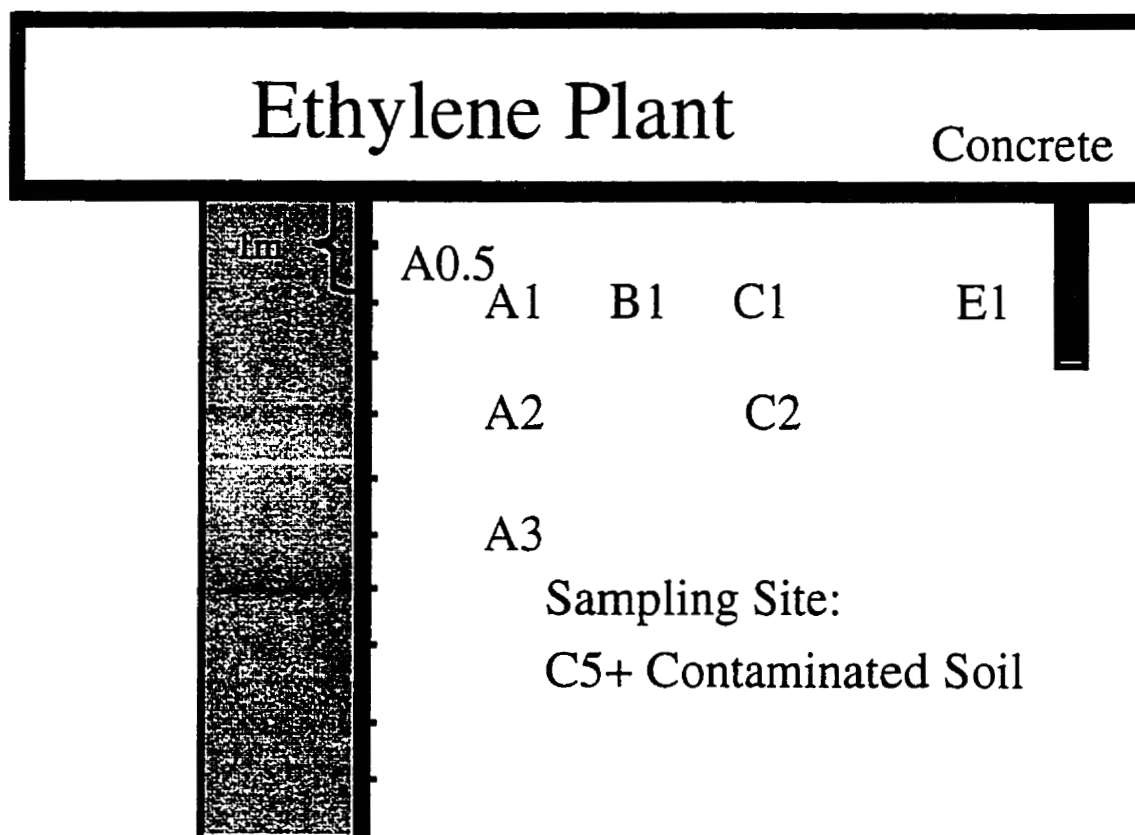 Ethylene Plant
Concrete
1m
A0.5
A1 B1 C1 E1
A2 C2
A3
Sampling Site:
C5+ Contaminated Soil